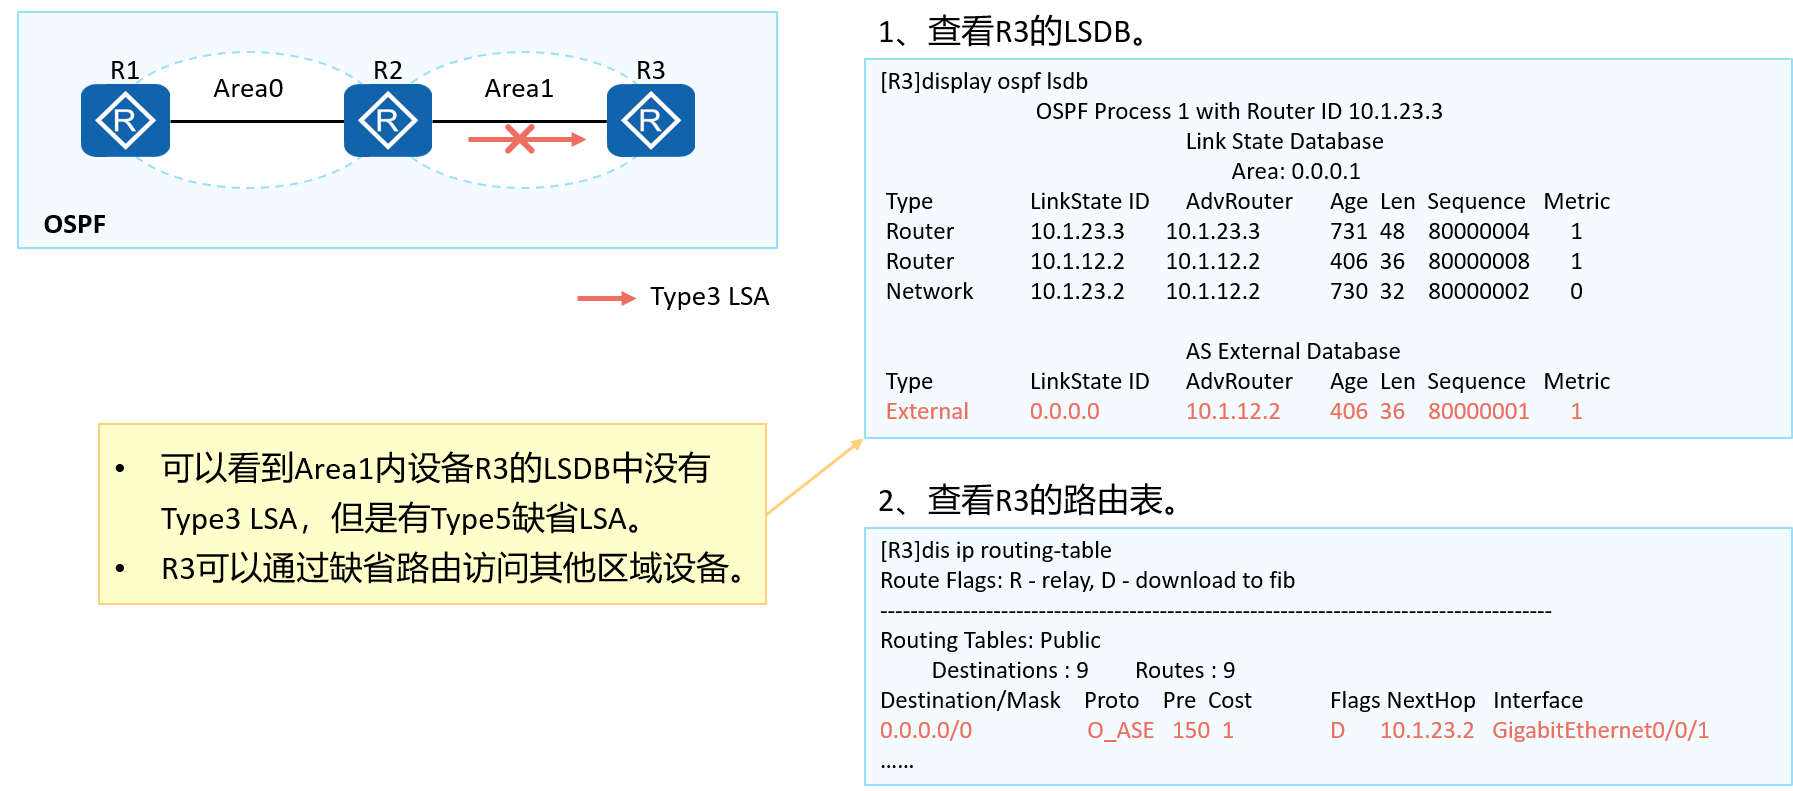 R1
R2
R3
Area0
Area1
R
R
R
OSPF
Type3 LSA
• 可以看到Area1内设备R3的LSDB中没有
Type3 LSA，但是有Type5缺省LSA。
• R3可以通过缺省路由访问其他区域设备。
1、查看R3的LSDB。
[R3]display ospf lsdb
OSPF Process 1 with Router ID 10.1.23.3
Link State Database
Area: 0.0.0.1
Type LinkState ID AdvRouter Age Len Sequence Metric
Router 10.1.23.3 10.1.23.3 731 48 80000004 1
Router 10.1.12.2 10.1.12.2 406 36 80000008 1
Network 10.1.23.2 10.1.12.2 730 32 80000002 0
AS External Database
Type LinkState ID AdvRouter Age Len Sequence Metric
External 0.0.0.0 10.1.12.2 406 36 80000001 1
2、查看R3的路由表。
[R3]dis ip routing-table
Route Flags: R - relay, D - download to fib
----------------------------------------------------------------------------------------
Routing Tables: Public
Destinations : 9 Routes : 9
Destination/Mask Proto Pre Cost Flags NextHop Interface
0.0.0.0/0 O_ASE 150 1 D 10.1.23.2 GigabitEthernet0/0/1
……